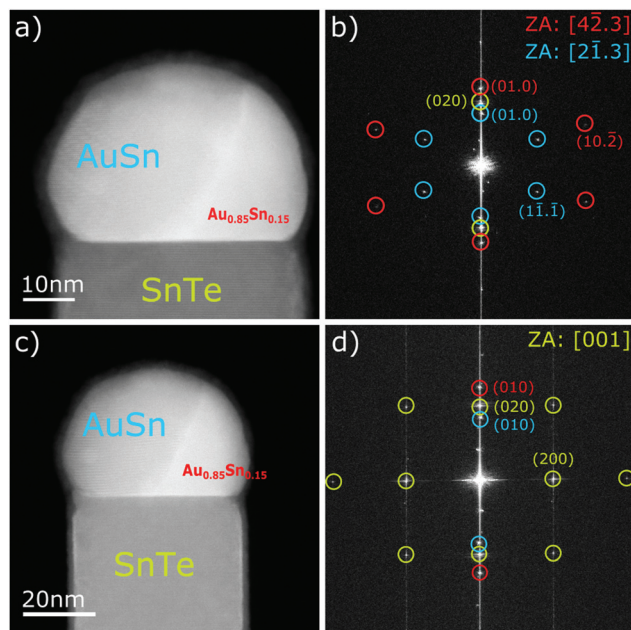 a)
AuSn
Au0.85Sn0.15
SnTe
10nm
b)
ZA: [42̅.3]
ZA: [21̅.3]
(01.0)
(020)
(01.0)
(10.2̅)
(11̅.1̅)
c)
AuSn
Au0.85Sn0.15
SnTe
20nm
d)
ZA: [001]
(010)
(020)
(010)
(200)